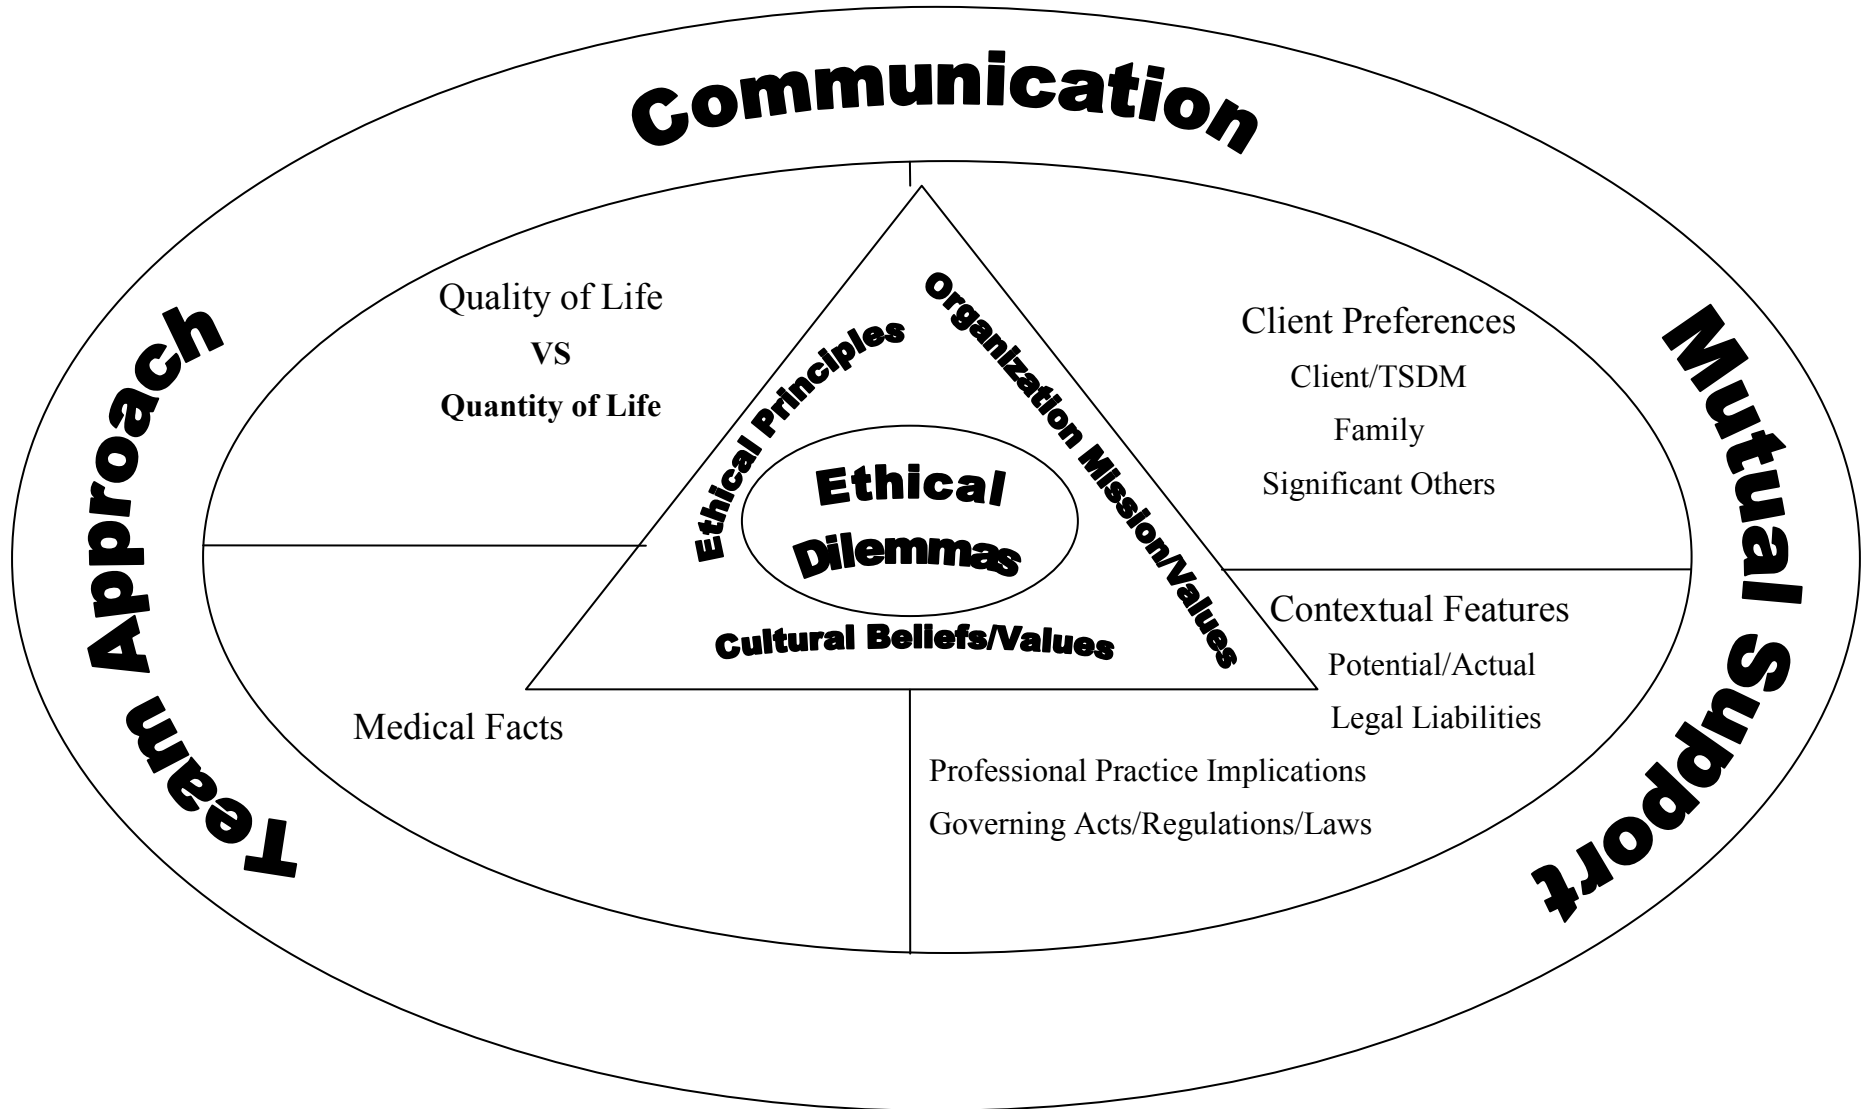 Communication
Team Approach
Mutual Support
Quality of Life
VS
Quantity of Life
Client Preferences
Client/TSDM
Family
Significant Others
Ethical Principles
Organization Mission/Values
Cultural Beliefs/Values
Ethical
Dilemmas
Medical Facts
Contextual Features
Potential/Actual
Legal Liabilities
Professional Practice Implications
Governing Acts/Regulations/Laws